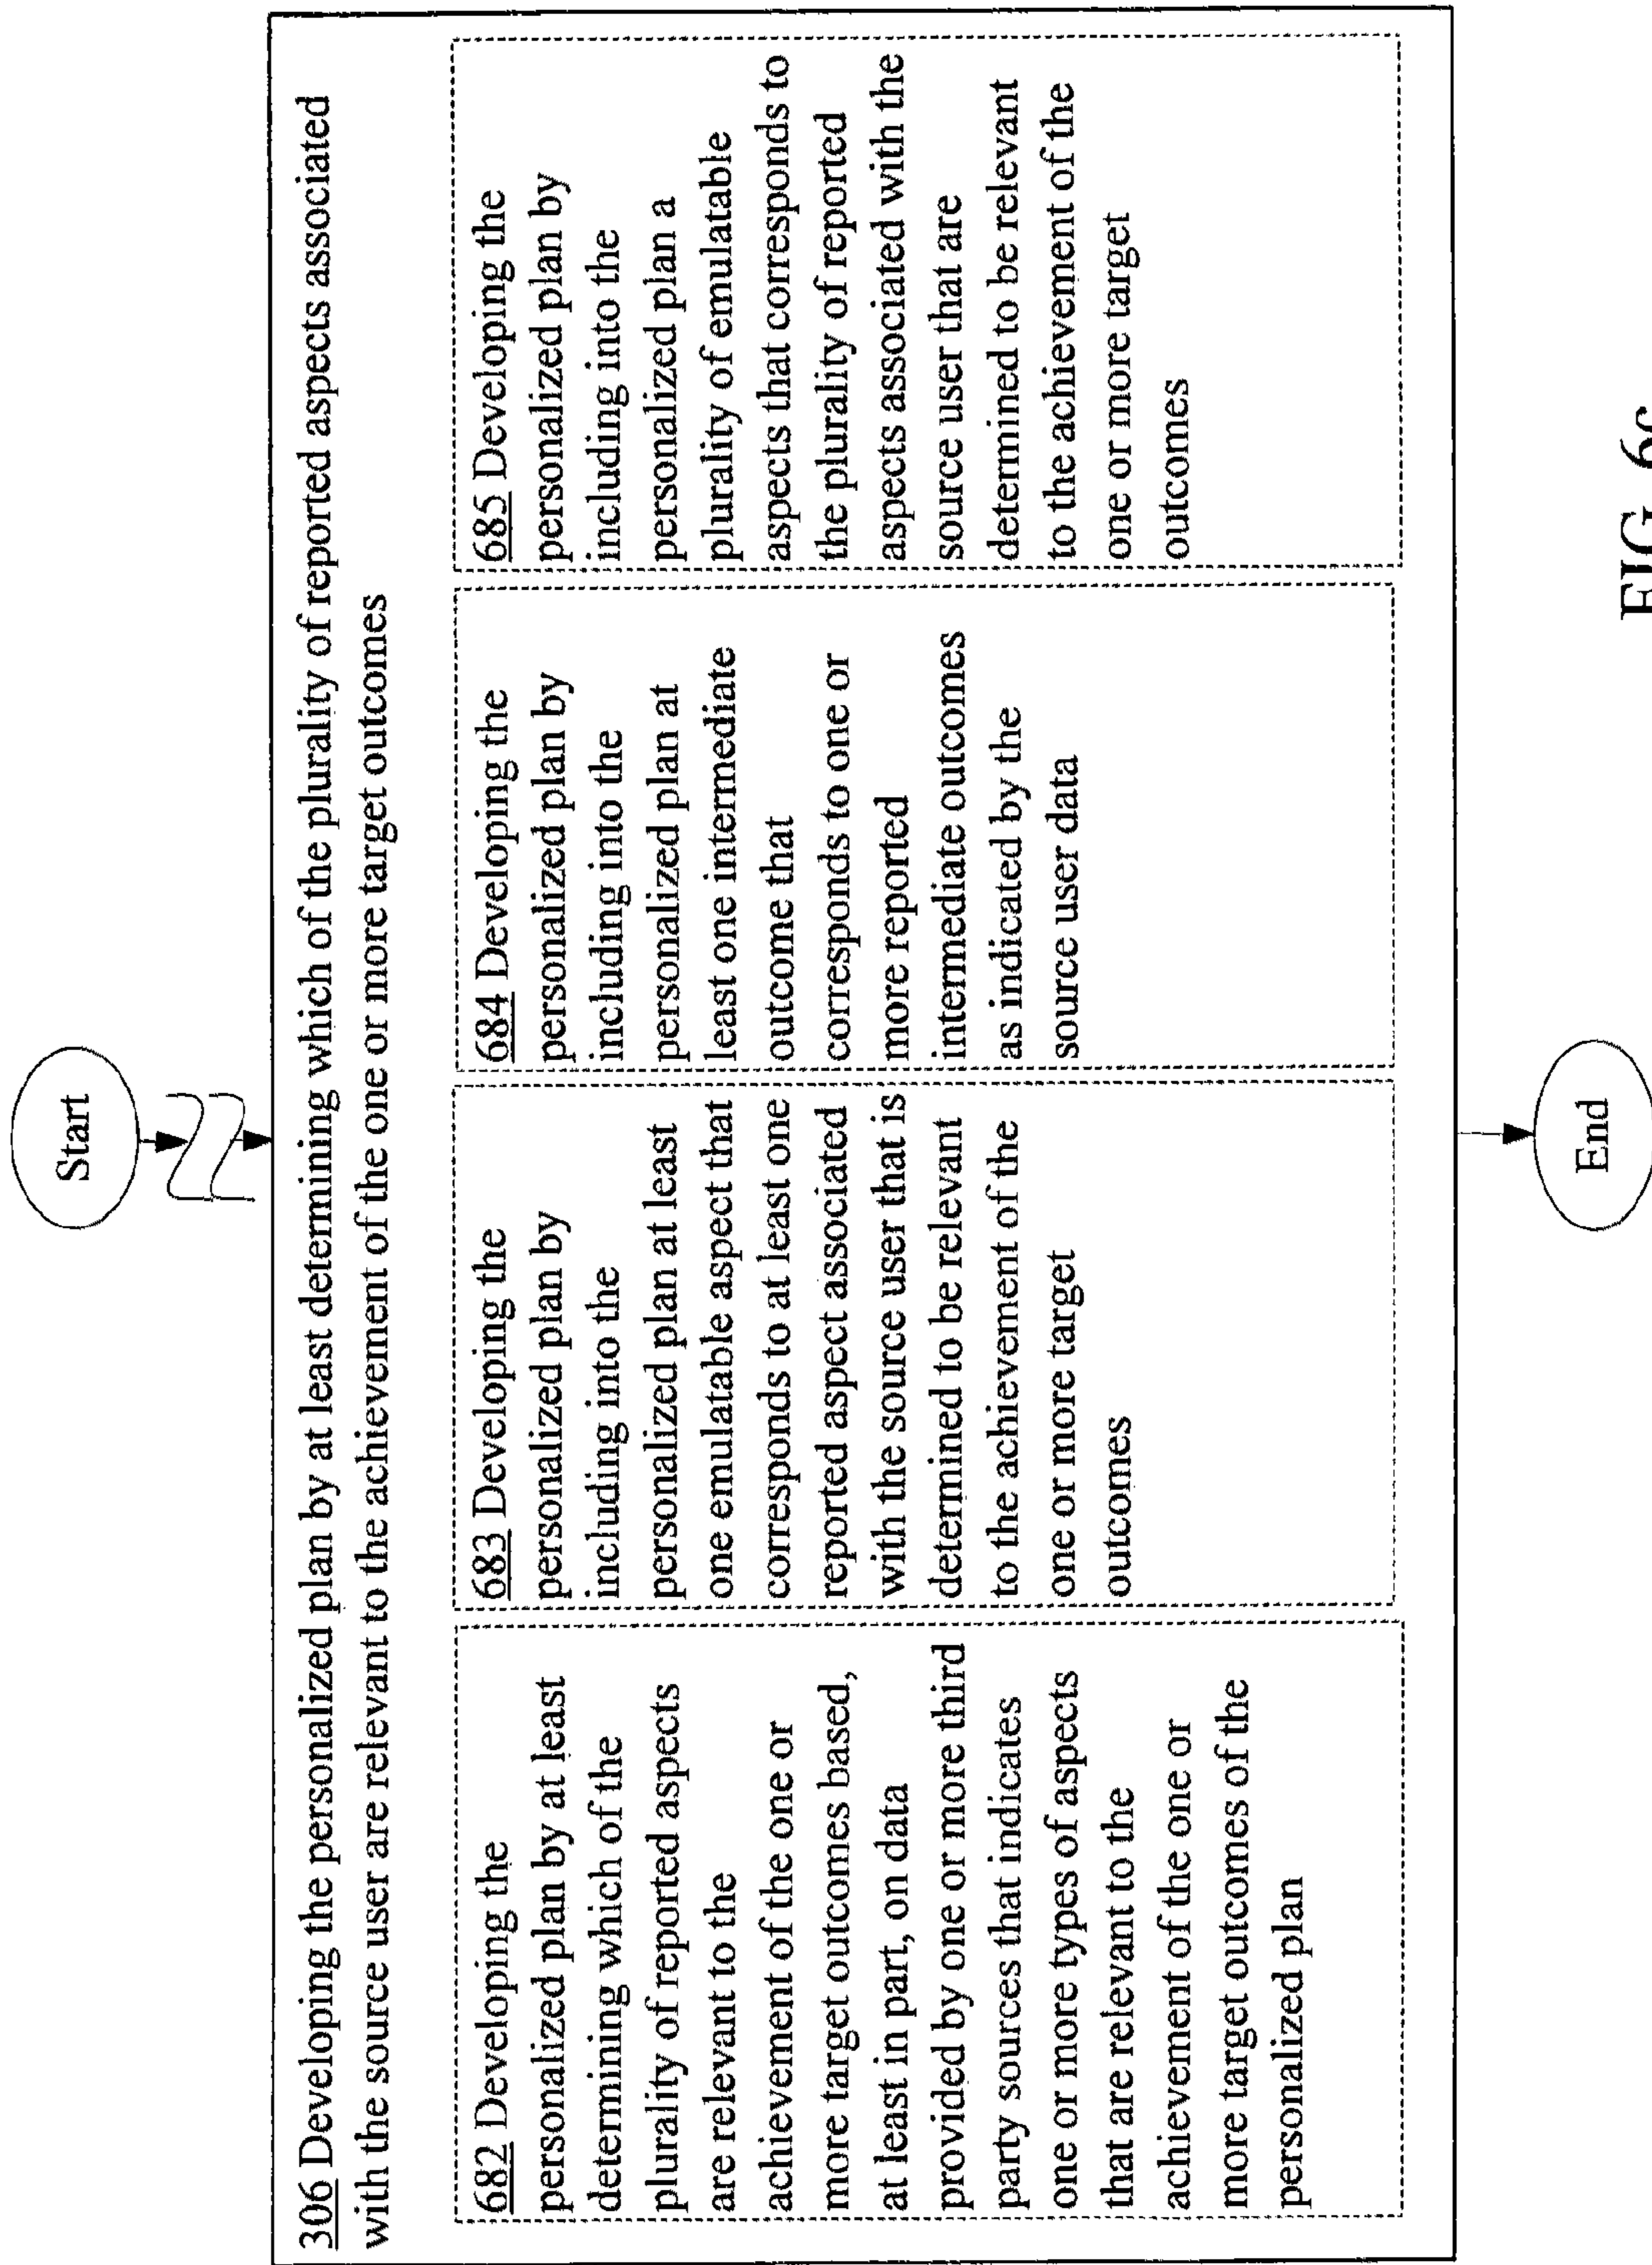 Start
306 Developing the personalized plan by at least determining which of the plurality of reported aspects associated
with the source user are relevant to the achievement of the one or more target outcomes
682 Developing the
personalized plan by at least
determining which of the
plurality of reported aspects
are relevant to the
achievement of the one or
more target outcomes based,
at least in part, on data
provided by one or more third
party sources that indicates
one or more types of aspects
that are relevant to the
achievement of the one or
more target outcomes of the
personalized plan
683 Developing the
personalized plan by
including into the
personalized plan at least
one emulatable aspect that
corresponds to at least one
reported aspect associated
with the source user that is
determined to be relevant
to the achievement of the
one or more target
outcomes
684 Developing the
personalized plan by
including into the
personalized plan at
least one intermediate
outcome that
corresponds to one or
more reported
intermediate outcomes
as indicated by the
source user data
685 Developing the
personalized plan by
including into the
personalized plan a
plurality of emulatable
aspects that corresponds to
the plurality of reported
aspects associated with the
source user that are
determined to be relevant
to the achievement of the
one or more target
outcomes
End
FIG. 6c